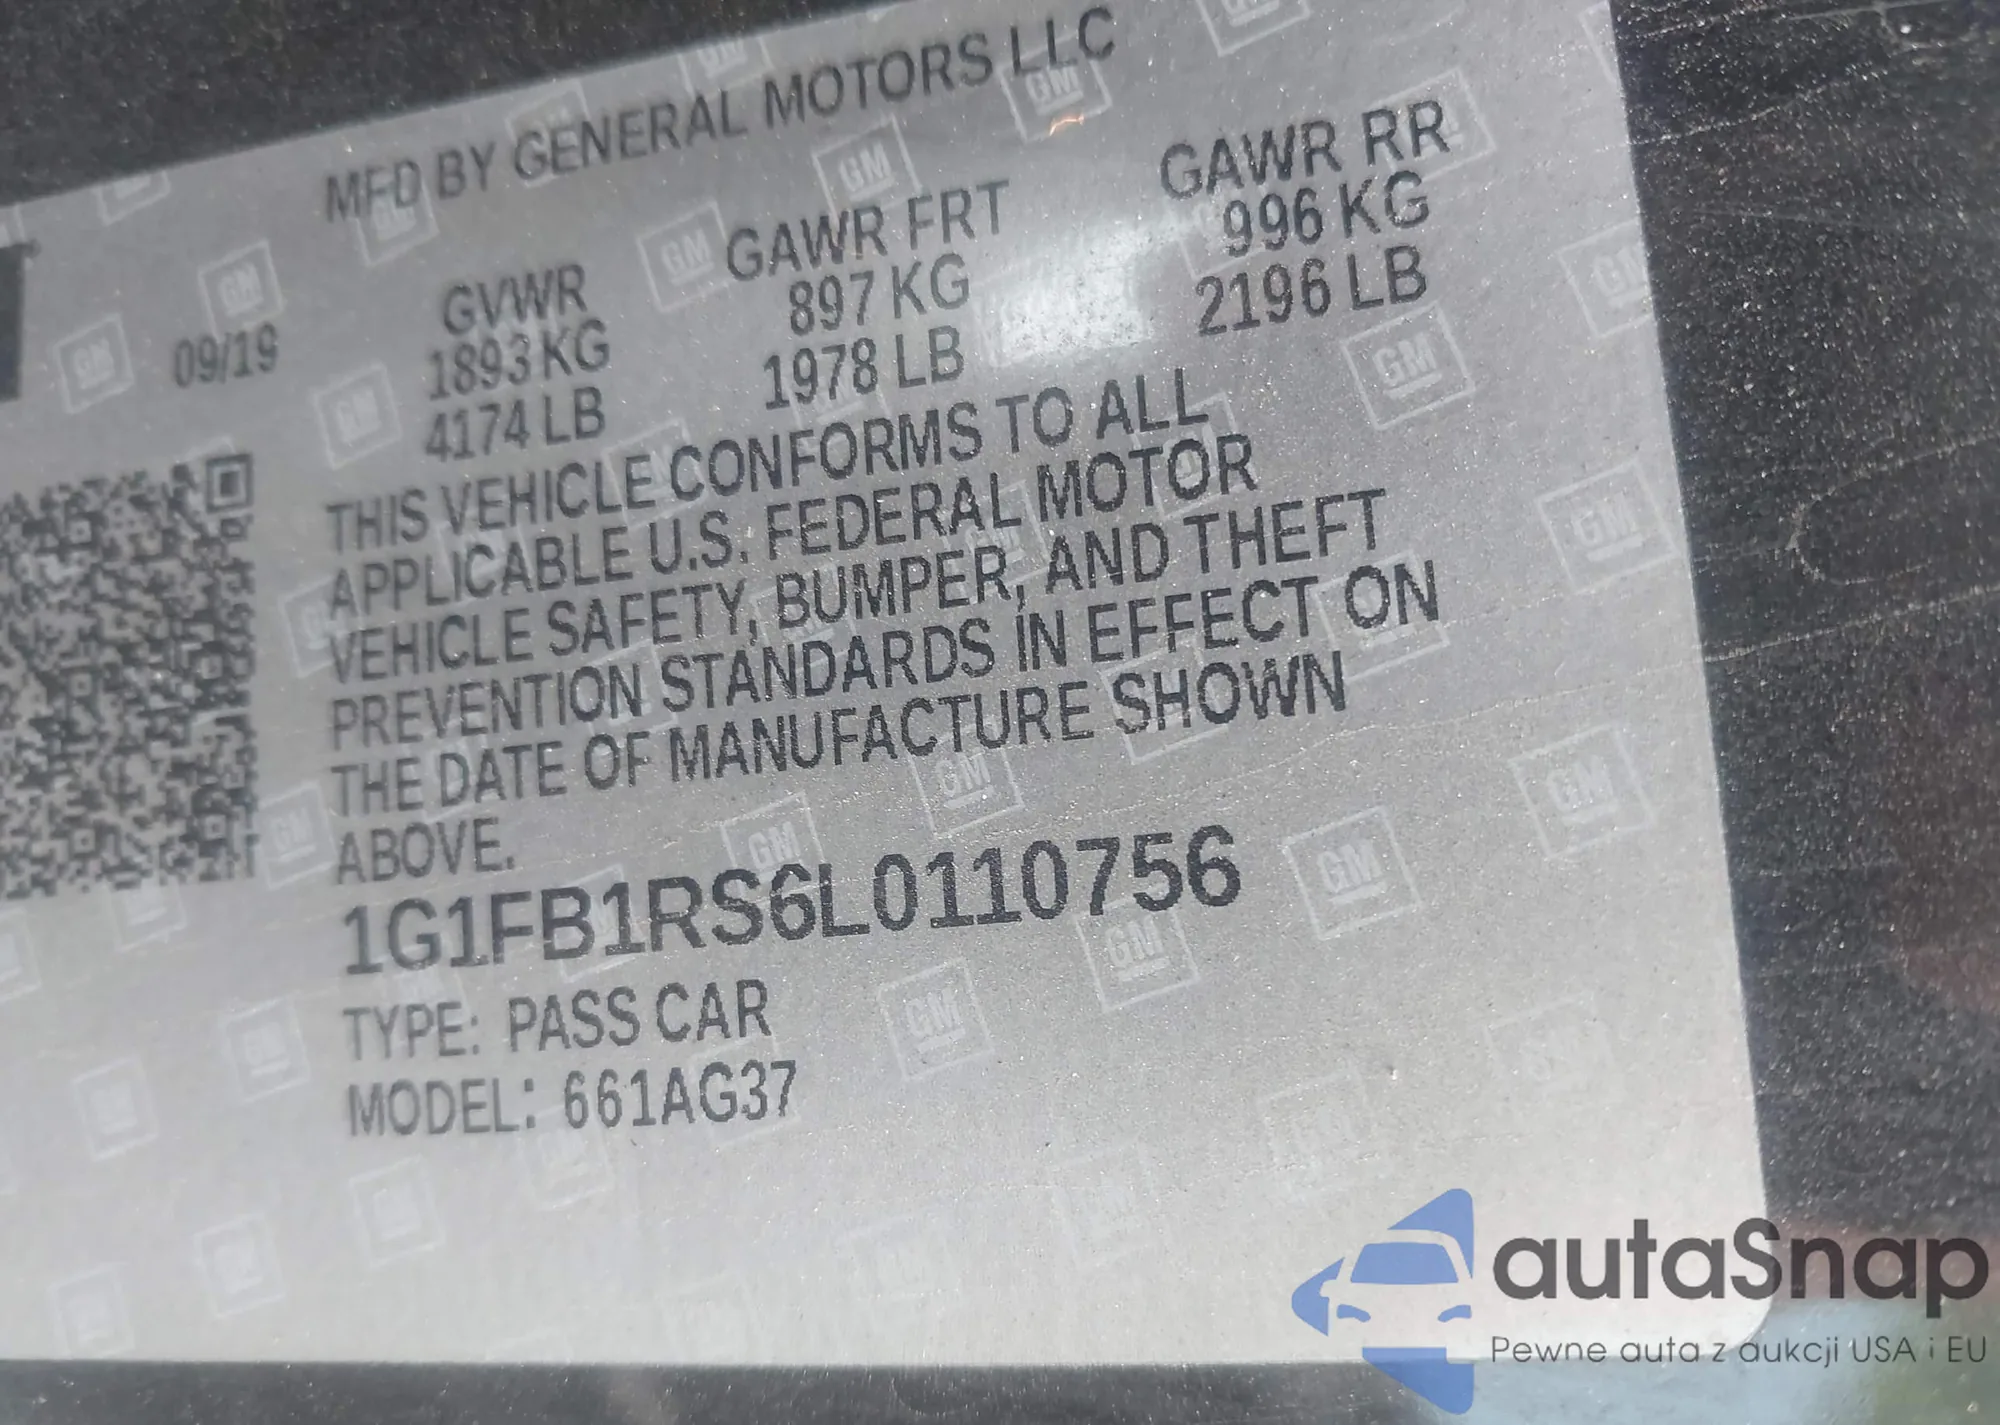 MFD BY GENERAL MOTORS LLC
09/19
GVWR
1893 KG
4174 LB
GAWR FRT
897 KG
1978 LB
GAWR RR
996 KG
2196 LB
THIS VEHICLE CONFORMS TO ALL
APPLICABLE U.S. FEDERAL MOTOR
VEHICLE SAFETY, BUMPER, AND THEFT
PREVENTION STANDARDS IN EFFECT ON
THE DATE OF MANUFACTURE SHOWN
ABOVE.
1G1FB1RS6L0110756
TYPE: PASS CAR
MODEL: 661AG37
GM
autaSnap
Pewne auta z aukcji USA i EU